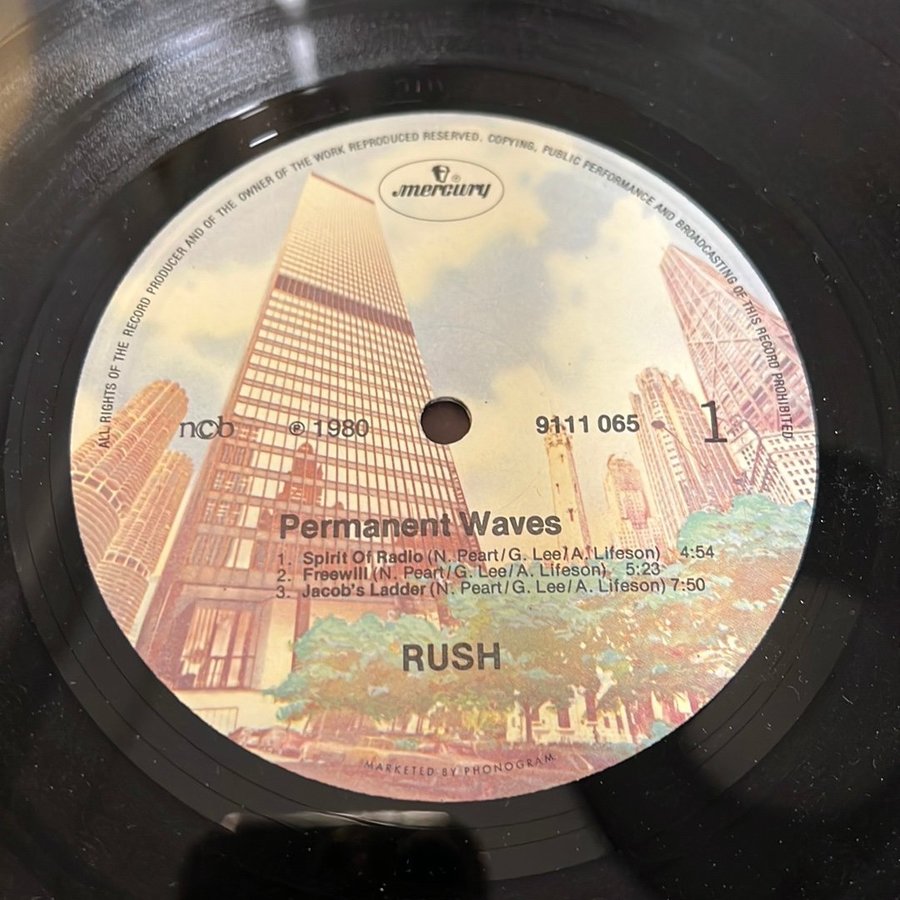 ALL RIGHTS OF THE RECORD PRODUCER AND OF THE OWNER OF THE WORK REPRODUCED RESERVED. COPYING, PUBLIC PERFORMANCE AND BROADCASTING OF THIS RECORD PROHIBITED
mercury ®
ncb ℗ 1980 9111 065 1
Permanent Waves
1. Spirit Of Radio (N. Peart/G. Lee/A. Lifeson) 4:54
2. Freewill (N. Peart/G. Lee/A. Lifeson) 5:23
3. Jacob's Ladder (N. Peart/G. Lee/A. Lifeson) 7:50
RUSH
MARKETED BY PHONOGRAM